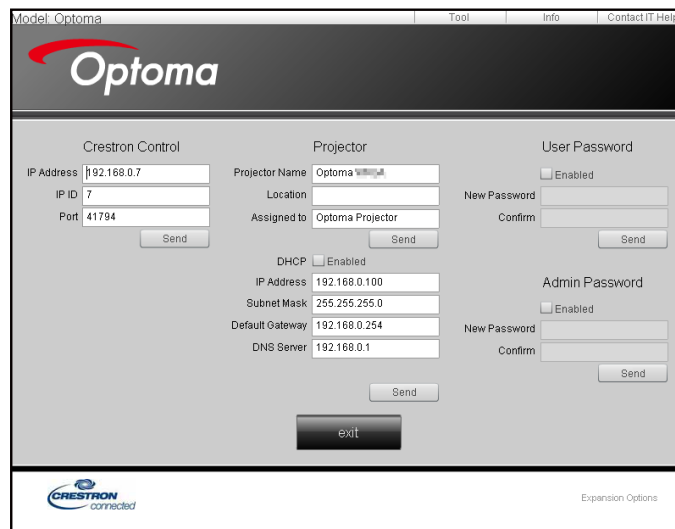 Model: Optoma
Tool
Info
Contact IT Help
Optoma
Crestron Control
IP Address 192.168.0.7
IP ID 7
Port 41794
Send
Projector
Projector Name Optoma
Location
Assigned to Optoma Projector
Send
DHCP Enabled
IP Address 192.168.0.100
Subnet Mask 255.255.255.0
Default Gateway 192.168.0.254
DNS Server 192.168.0.1
Send
User Password
Enabled
New Password
Confirm
Send
Admin Password
Enabled
New Password
Confirm
Send
exit
CRESTRON
connected
Expansion Options